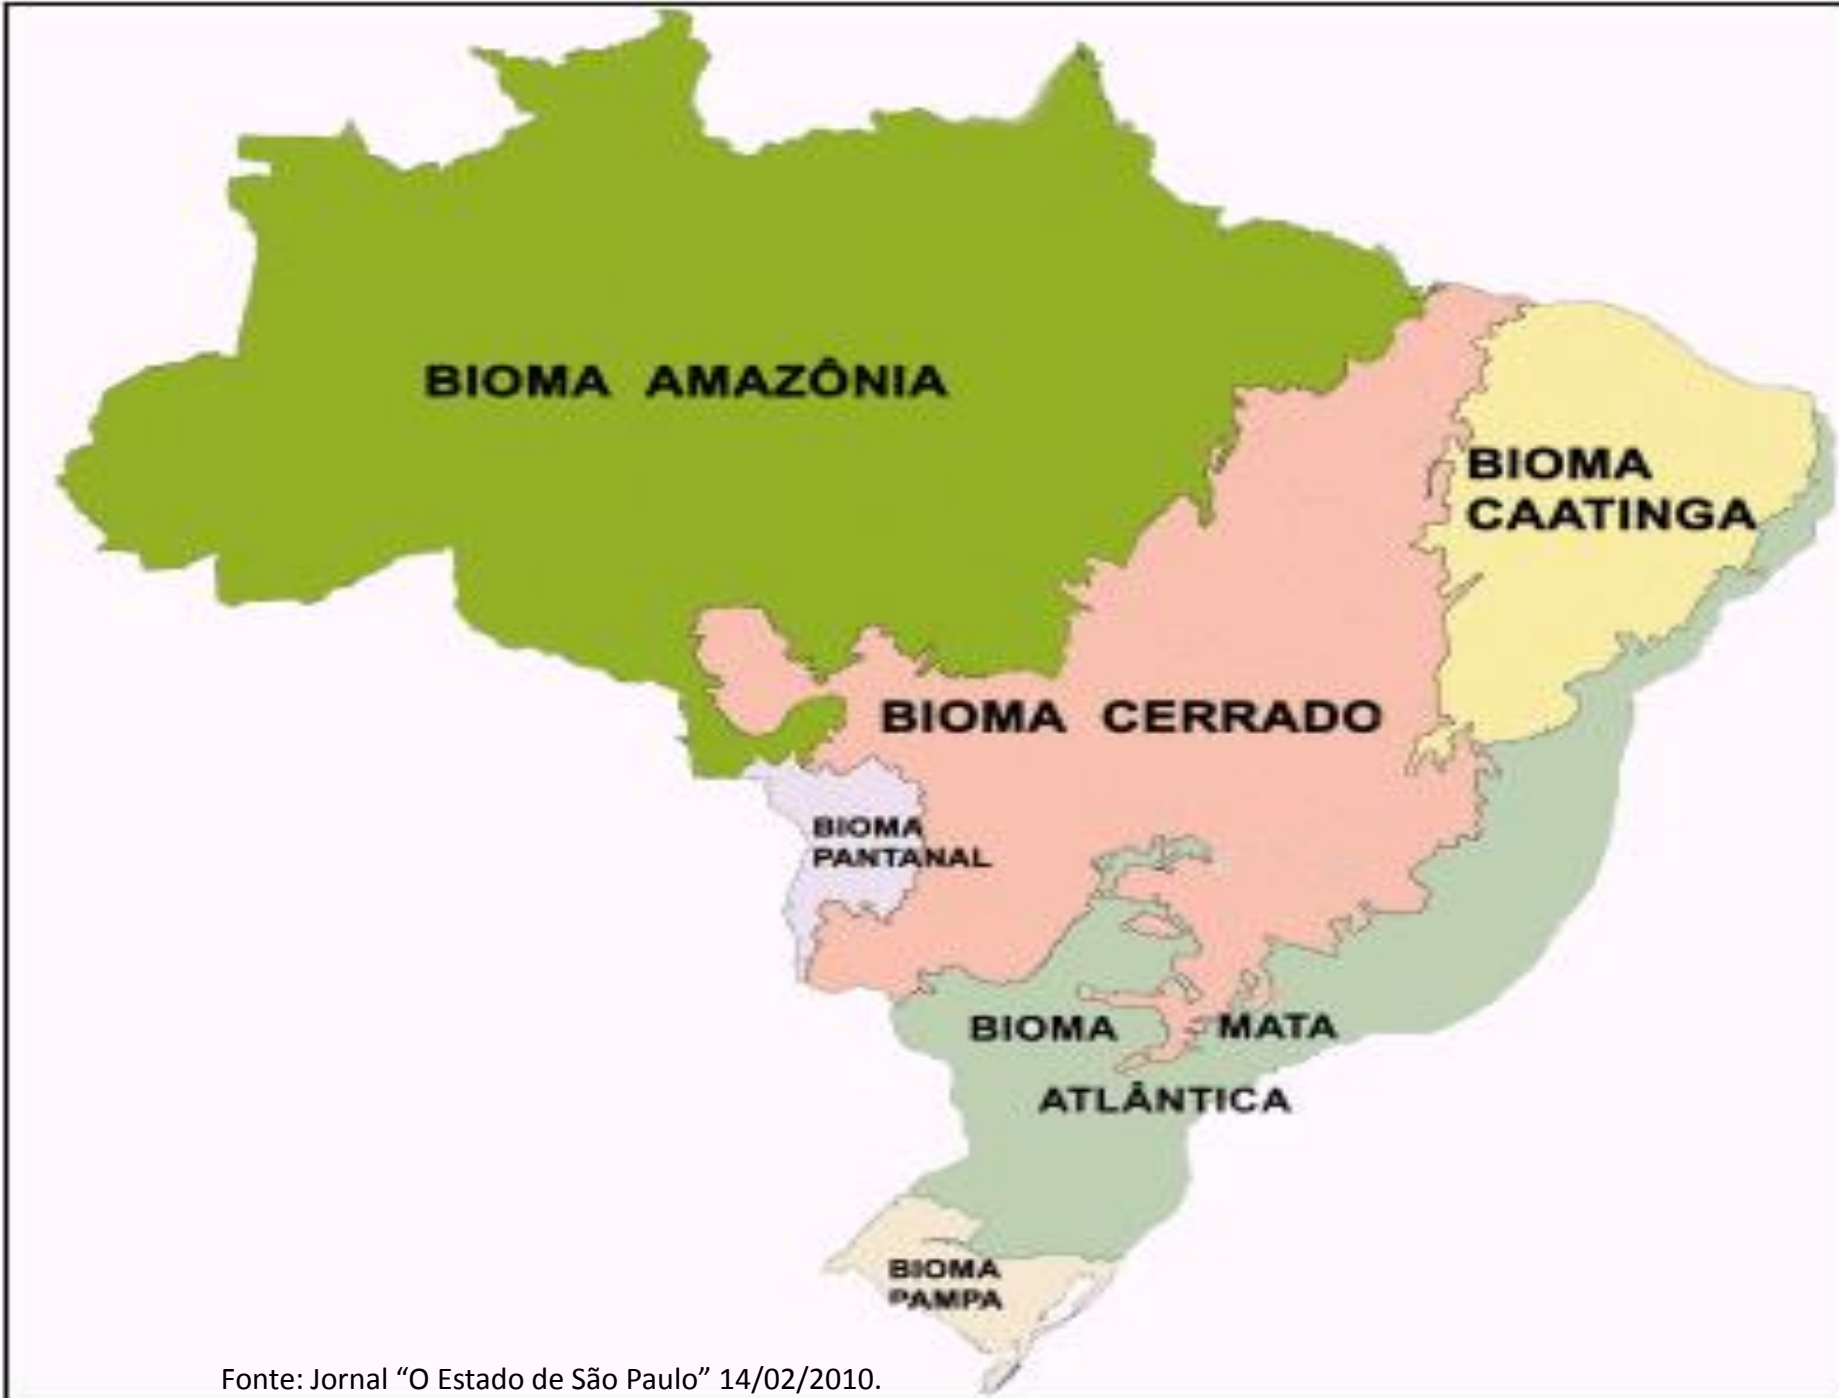 BIOMA AMAZÔNIA
BIOMA
CAATINGA
BIOMA CERRADO
BIOMA
PANTANAL
BIOMA MATA
ATLÂNTICA
BIOMA
PAMPA
Fonte: Jornal “O Estado de São Paulo” 14/02/2010.